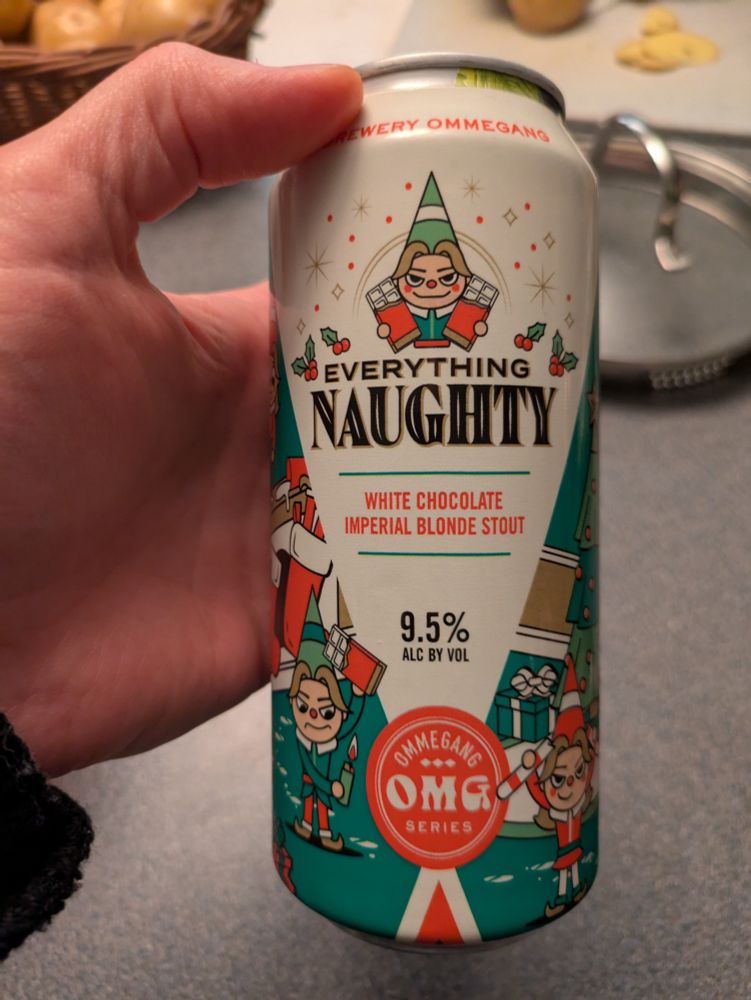 BREWERY OMMEGANG
EVERYTHING
NAUGHTY
WHITE CHOCOLATE
IMPERIAL BLONDE STOUT
9.5%
ALC BY VOL
OMMEGANG
OMG
SERIES